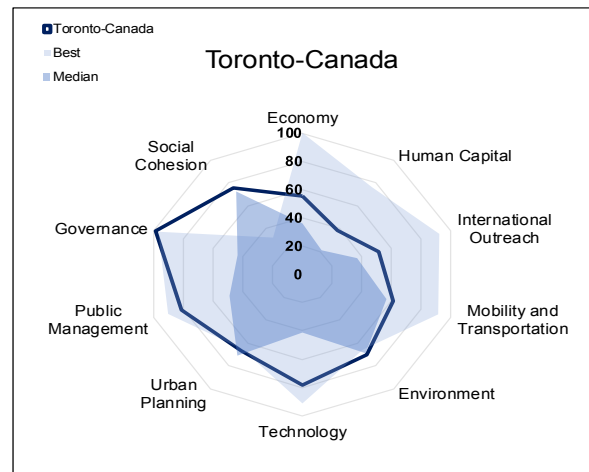 Toronto-Canada
Best
Median
Toronto-Canada
Economy
Human Capital
International
Outreach
Mobility and
Transportation
Environment
Technology
Urban
Planning
Public
Management
Governance
Social
Cohesion
100
80
60
40
20
0